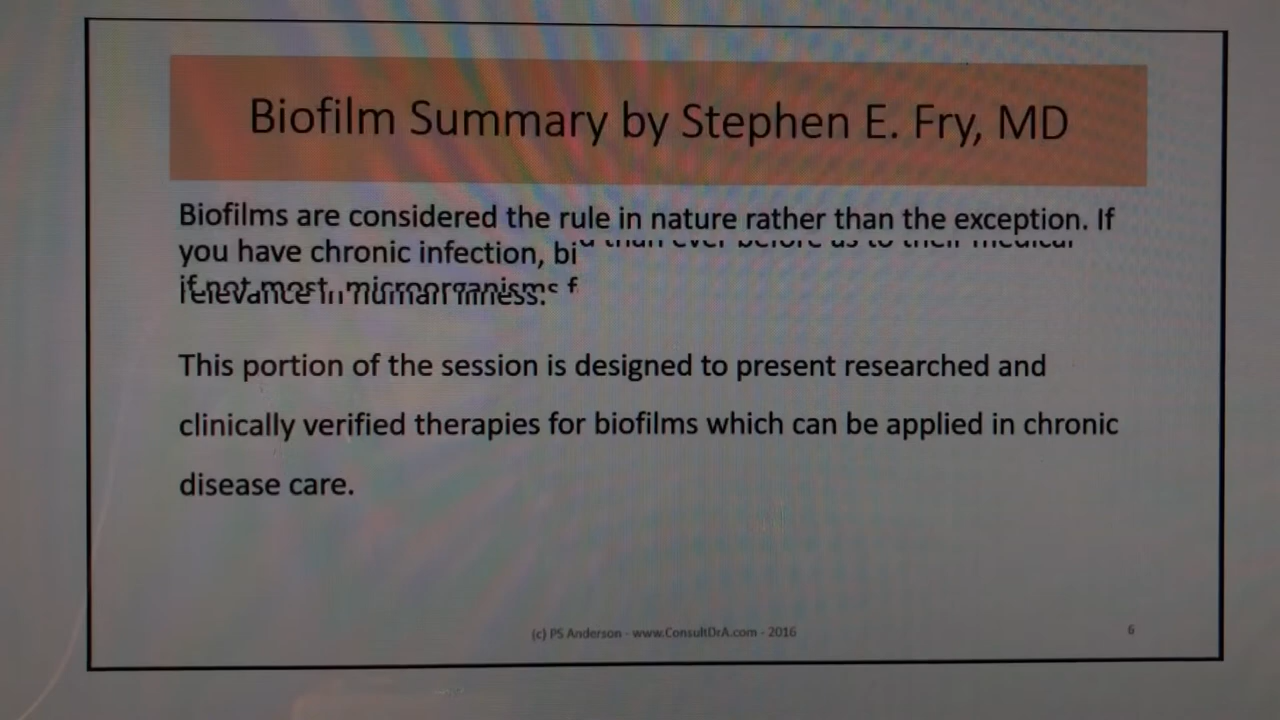 Biofilm Summary by Stephen E. Fry, MD
Biofilms are considered the rule in nature rather than the exception. If
you have chronic infection,
This portion of the session is designed to present researched and
clinically verified therapies for biofilms which can be applied in chronic
disease care.
(c) PS Anderson - www.ConsultDrA.com - 2016
6